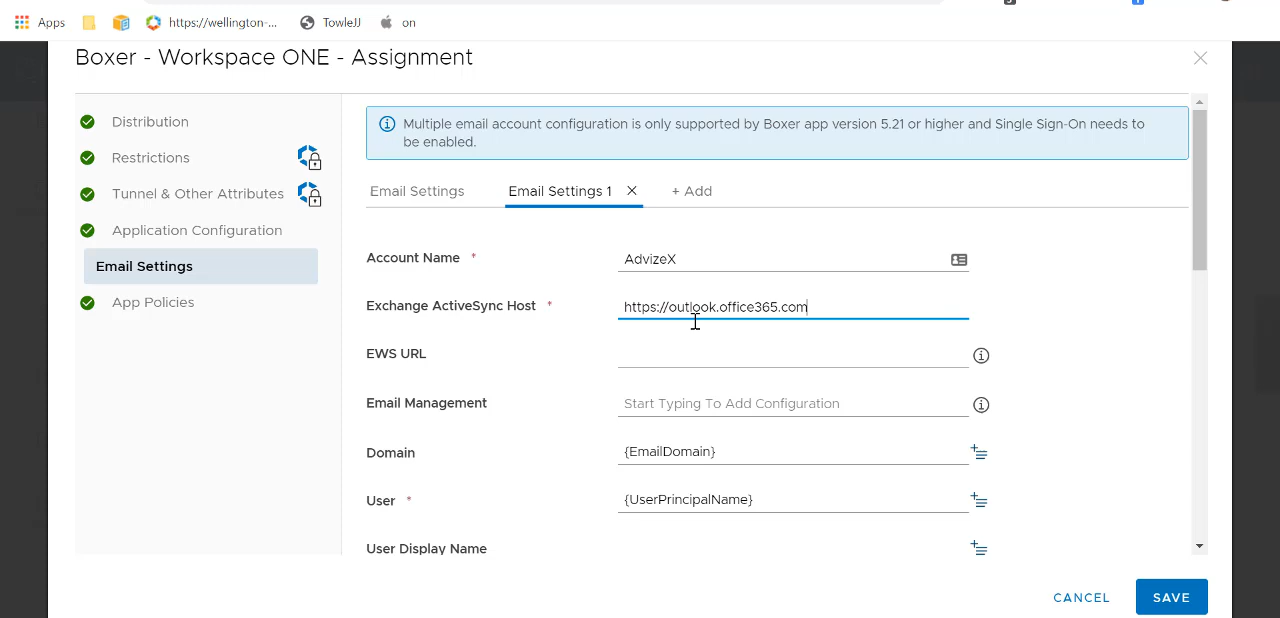 Apps
https://wellington-...
TowleJJ
on
Boxer - Workspace ONE - Assignment
Distribution
Restrictions
Tunnel & Other Attributes
Application Configuration
Email Settings
App Policies
Multiple email account configuration is only supported by Boxer app version 5.21 or higher and Single Sign-On needs to
be enabled.
Email Settings
Email Settings 1
+ Add
Account Name *
AdvizeX
Exchange ActiveSync Host *
https://outlook.office365.com
EWS URL
Email Management
Start Typing To Add Configuration
Domain
{EmailDomain}
User *
{UserPrincipalName}
User Display Name
CANCEL
SAVE